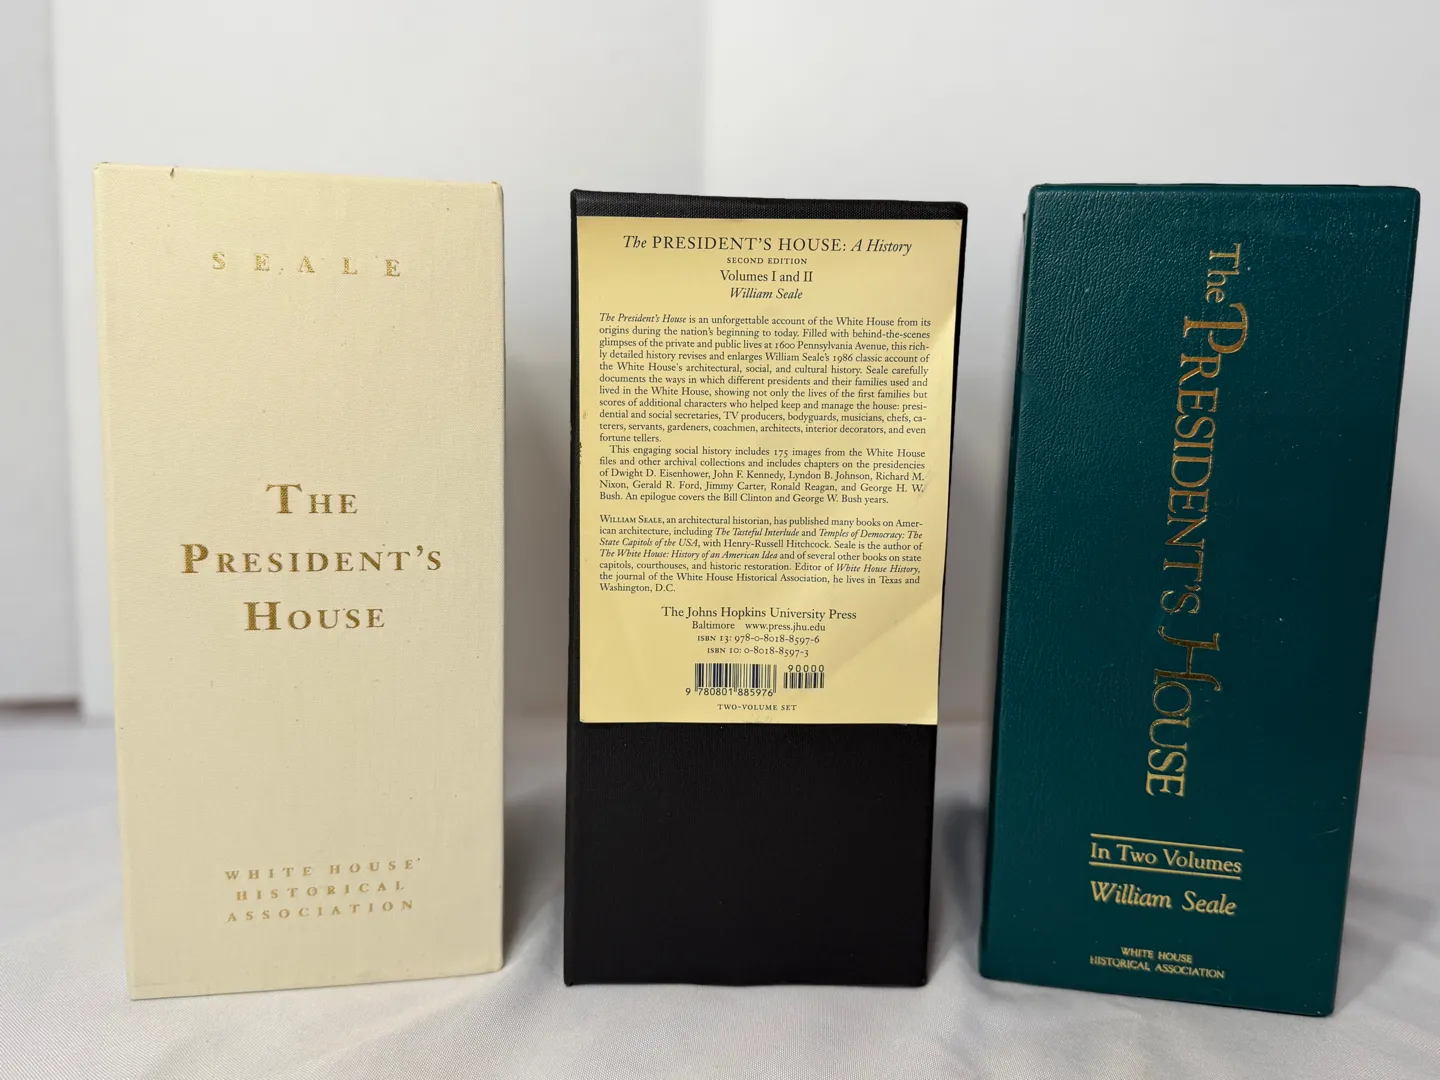 SEALE
THE
PRESIDENT'S
HOUSE
WHITE HOUSE
HISTORICAL
ASSOCIATION
The PRESIDENT'S HOUSE: A History
SECOND EDITION
Volumes I and II
William Seale
The President's House is an unforgettable account of the White House from its
origins during the nation's beginning to today. Filled with behind-the-scenes
glimpses of the private and public lives at 1600 Pennsylvania Avenue, this rich-
ly detailed history revises and enlarges William Seale's 1986 classic account of
the White House's architectural, social, and cultural history. Seale carefully
documents the ways in which different presidents and their families used and
lived in the White House, showing not only the lives of the first families but
scores of additional characters who helped keep and manage the house: presi-
dential and social secretaries, TV producers, bodyguards, musicians, chefs, ca-
terers, servants, gardeners, coachmen, architects, interior decorators, and even
fortune tellers.
This engaging social history includes 175 images from the White House
files and other archival collections and includes chapters on the presidencies
of Dwight D. Eisenhower, John F. Kennedy, Lyndon B. Johnson, Richard M.
Nixon, Gerald R. Ford, Jimmy Carter, Ronald Reagan, and George H. W.
Bush. An epilogue covers the Bill Clinton and George W. Bush years.
WILLIAM SEALE, an architectural historian, has published many books on Amer-
ican architecture, including The Tasteful Interlude and Temples of Democracy: The
State Capitols of the USA, with Henry-Russell Hitchcock. Seale is the author of
The White House: History of an American Idea and of several other books on state
capitols, courthouses, and historic restoration. Editor of White House History,
the journal of the White House Historical Association, he lives in Texas and
Washington, D.C.
The Johns Hopkins University Press
Baltimore www.press.jhu.edu
ISBN 13: 978-0-8018-8597-6
ISBN 10: 0-8018-8597-3
90000
9 780801 885976
TWO-VOLUME SET
The PRESIDENT'S HOUSE
In Two Volumes
William Seale
WHITE HOUSE
HISTORICAL ASSOCIATION